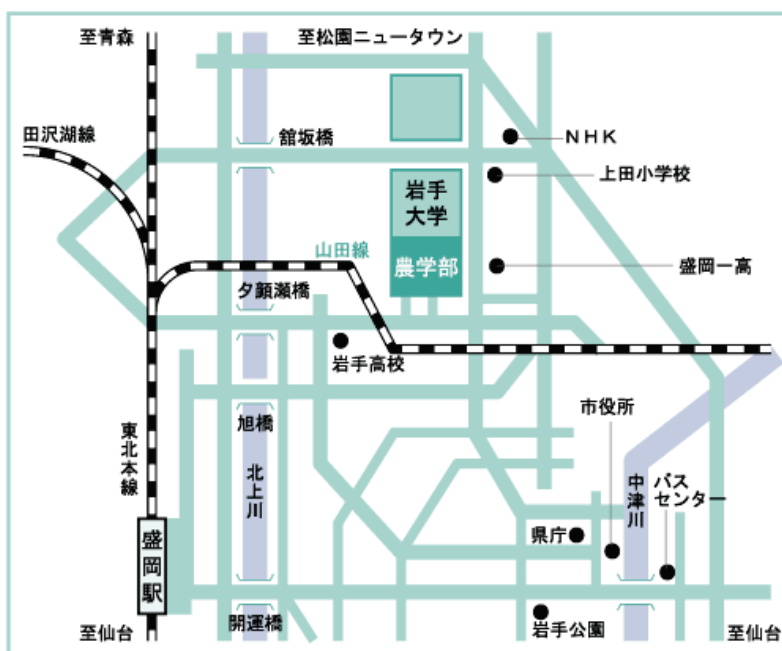 至青森
至松園ニュータウン
田沢湖線
舘坂橋
NHK
上田小学校
岩手
大学
山田線
農学部
盛岡一高
夕顔瀬橋
岩手高校
市役所
旭橋
東北本線
北上川
中津川
バス
センター
県庁
盛岡駅
開運橋
岩手公園
至仙台
至仙台